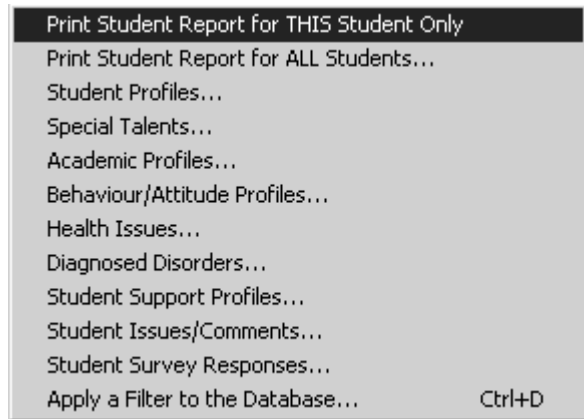 Print Student Report for THIS Student Only
Print Student Report for ALL Students...
Student Profiles...
Special Talents...
Academic Profiles...
Behaviour/Attitude Profiles...
Health Issues...
Diagnosed Disorders...
Student Support Profiles...
Student Issues/Comments...
Student Survey Responses...
Apply a Filter to the Database... Ctrl+D